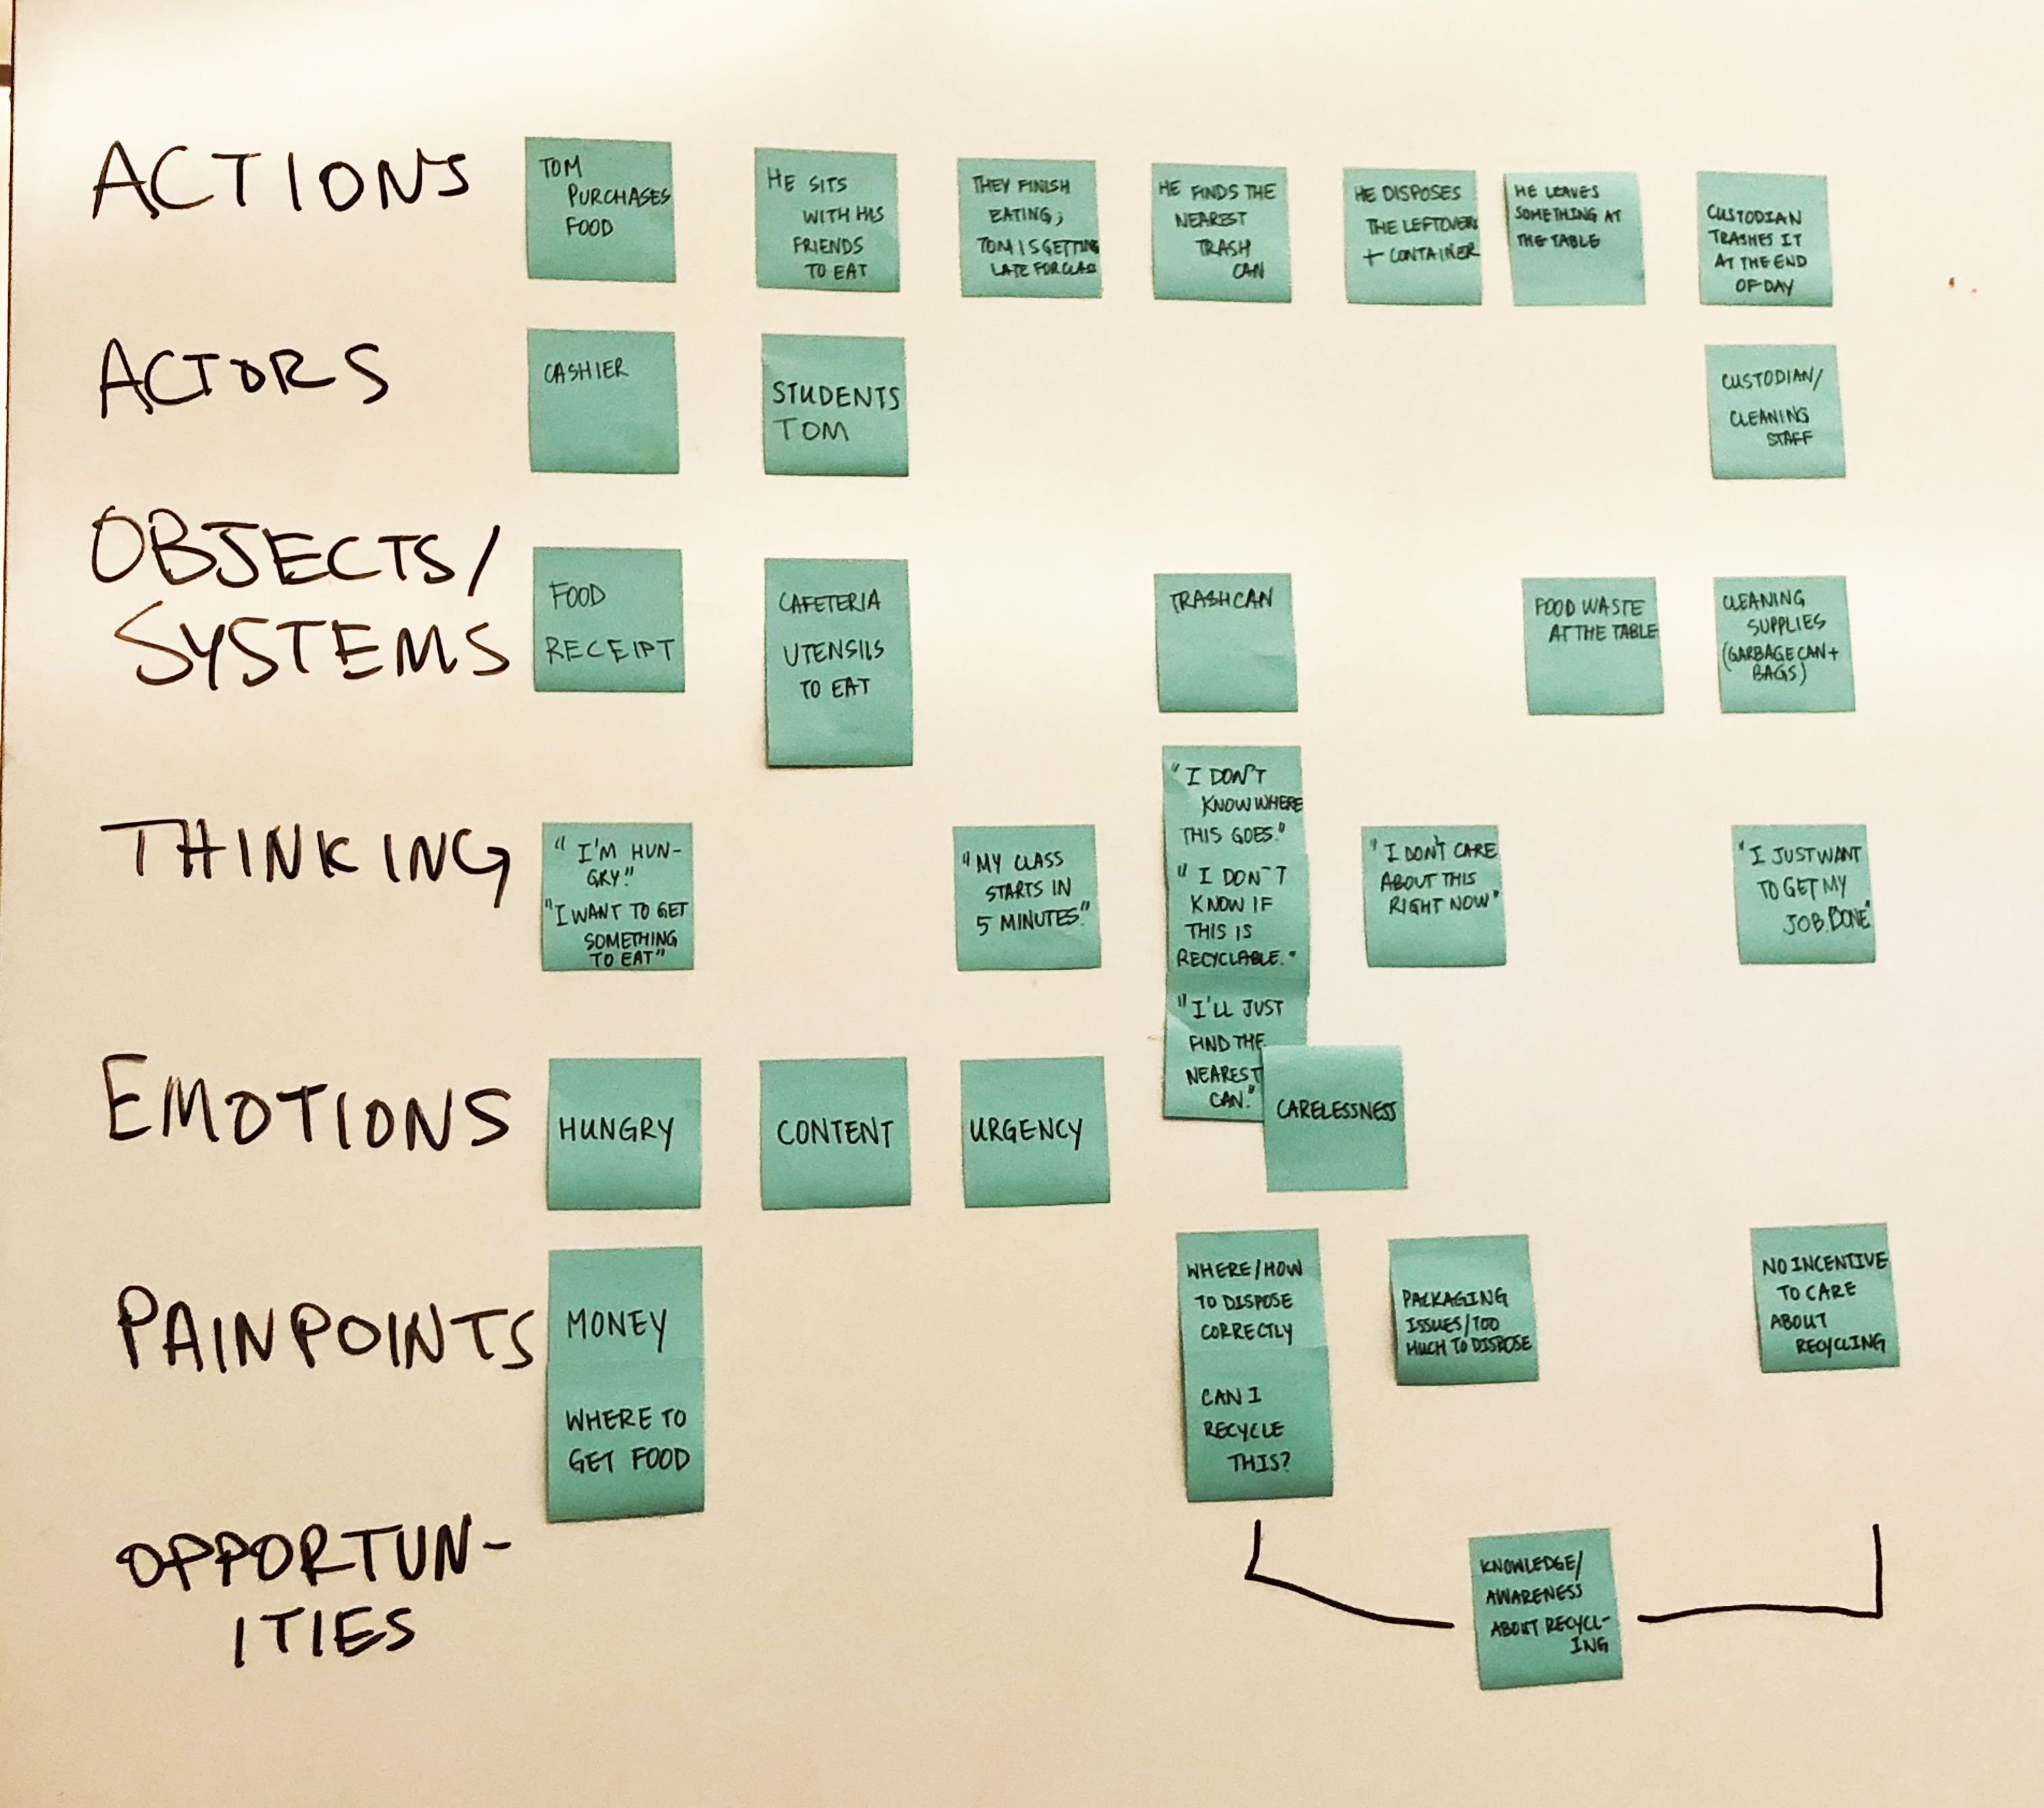 ACTIONS
TOM
PURCHASES
FOOD
HE SITS
WITH HIS
FRIENDS
TO EAT
THEY FINISH
EATING;
TOM IS GETTING
LATE FOR CLASS
HE FINDS THE
NEAREST
TRASH
CAN
HE DISPOSES
THE LEFTOVER
+ CONTAINER
HE LEAVES
SOMETHING AT
THE TABLE
CUSTODIAN
TRASHES IT
AT THE END
OF DAY
ACTORS
CASHIER
STUDENTS
TOM
CUSTODIAN/
CLEANING
STAFF
OBJECTS/
SYSTEMS
FOOD
RECEIPT
CAFETERIA
UTENSILS
TO EAT
TRASHCAN
FOOD WASTE
AT THE TABLE
CLEANING
SUPPLIES
(GARBAGE CAN +
BAGS)
THINKING
"I'M HUN-
GRY."
"I WANT TO GET
SOMETHING
TO EAT"
"MY CLASS
STARTS IN
5 MINUTES."
"I DON'T
KNOW WHERE
THIS GOES."
"I DON'T
KNOW IF
THIS IS
RECYCLABLE."
"I'LL JUST
FIND THE
NEAREST
CAN."
"I DON'T CARE
ABOUT THIS
RIGHT NOW"
"I JUST WANT
TO GET MY
JOB DONE"
EMOTIONS
HUNGRY
CONTENT
URGENCY
CARELESSNESS
PAINPOINTS
MONEY
WHERE TO
GET FOOD
WHERE/HOW
TO DISPOSE
CORRECTLY
CAN I
RECYCLE
THIS?
PACKAGING
ISSUES/TOO
MUCH TO DISPOSE
NO INCENTIVE
TO CARE
ABOUT
RECYCLING
OPPORTUN-
ITIES
KNOWLEDGE/
AWARENESS
ABOUT RECYCL-
ING